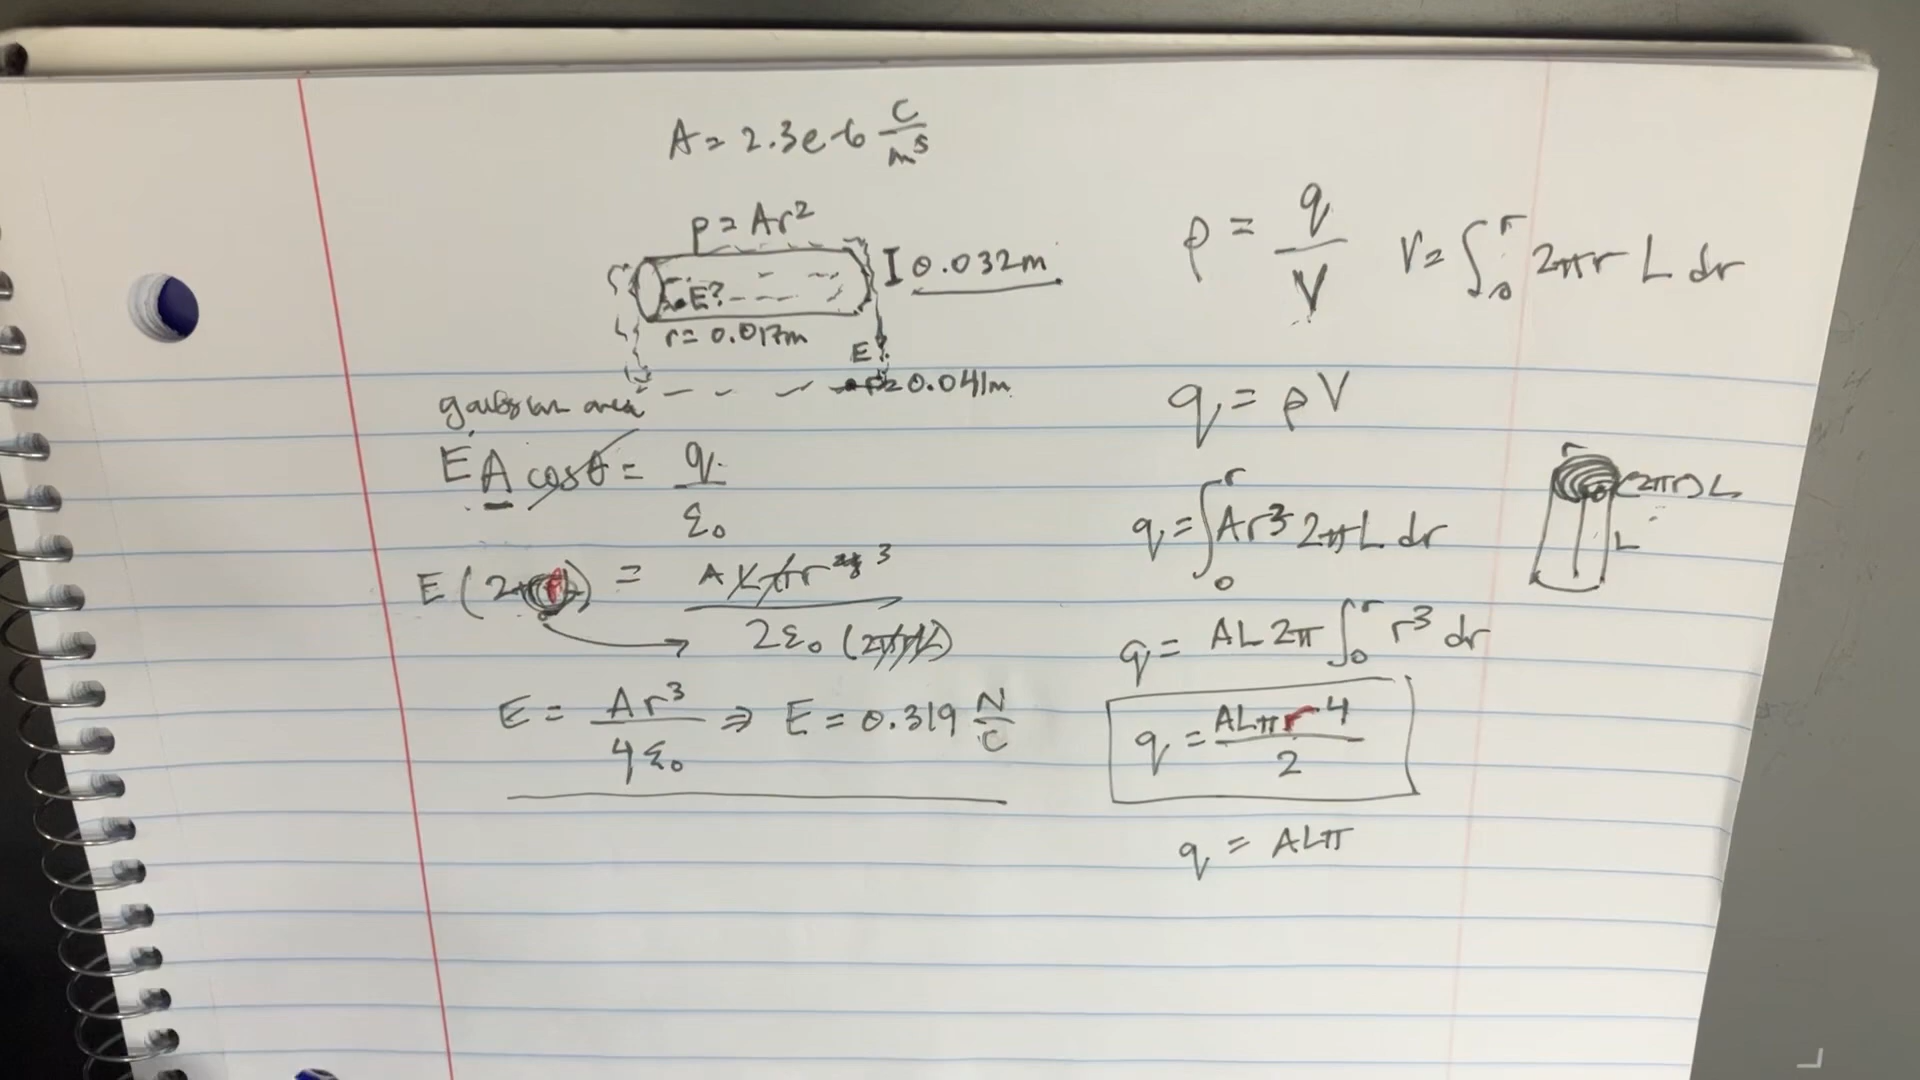 A = 2.3e-6 C/m⁵
ρ = Ar²
I 0.032m
.E?
r = 0.017m
E?
r = 0.041m
gaussian area
EA cosθ = q/ε₀
E (2πrL) = ALπr⁴ ³ / 2ε₀ (2πrL)
E = Ar³/4ε₀ ⇒ E = 0.319 N/C
ρ = q/V V = ∫₀ʳ 2πr L dr
q = ρV
q = ∫₀ʳ Ar³ 2πL dr
r
(2πr)L
L
q = AL2π ∫₀ʳ r³ dr
q = ALπr⁴/2
q = ALπ